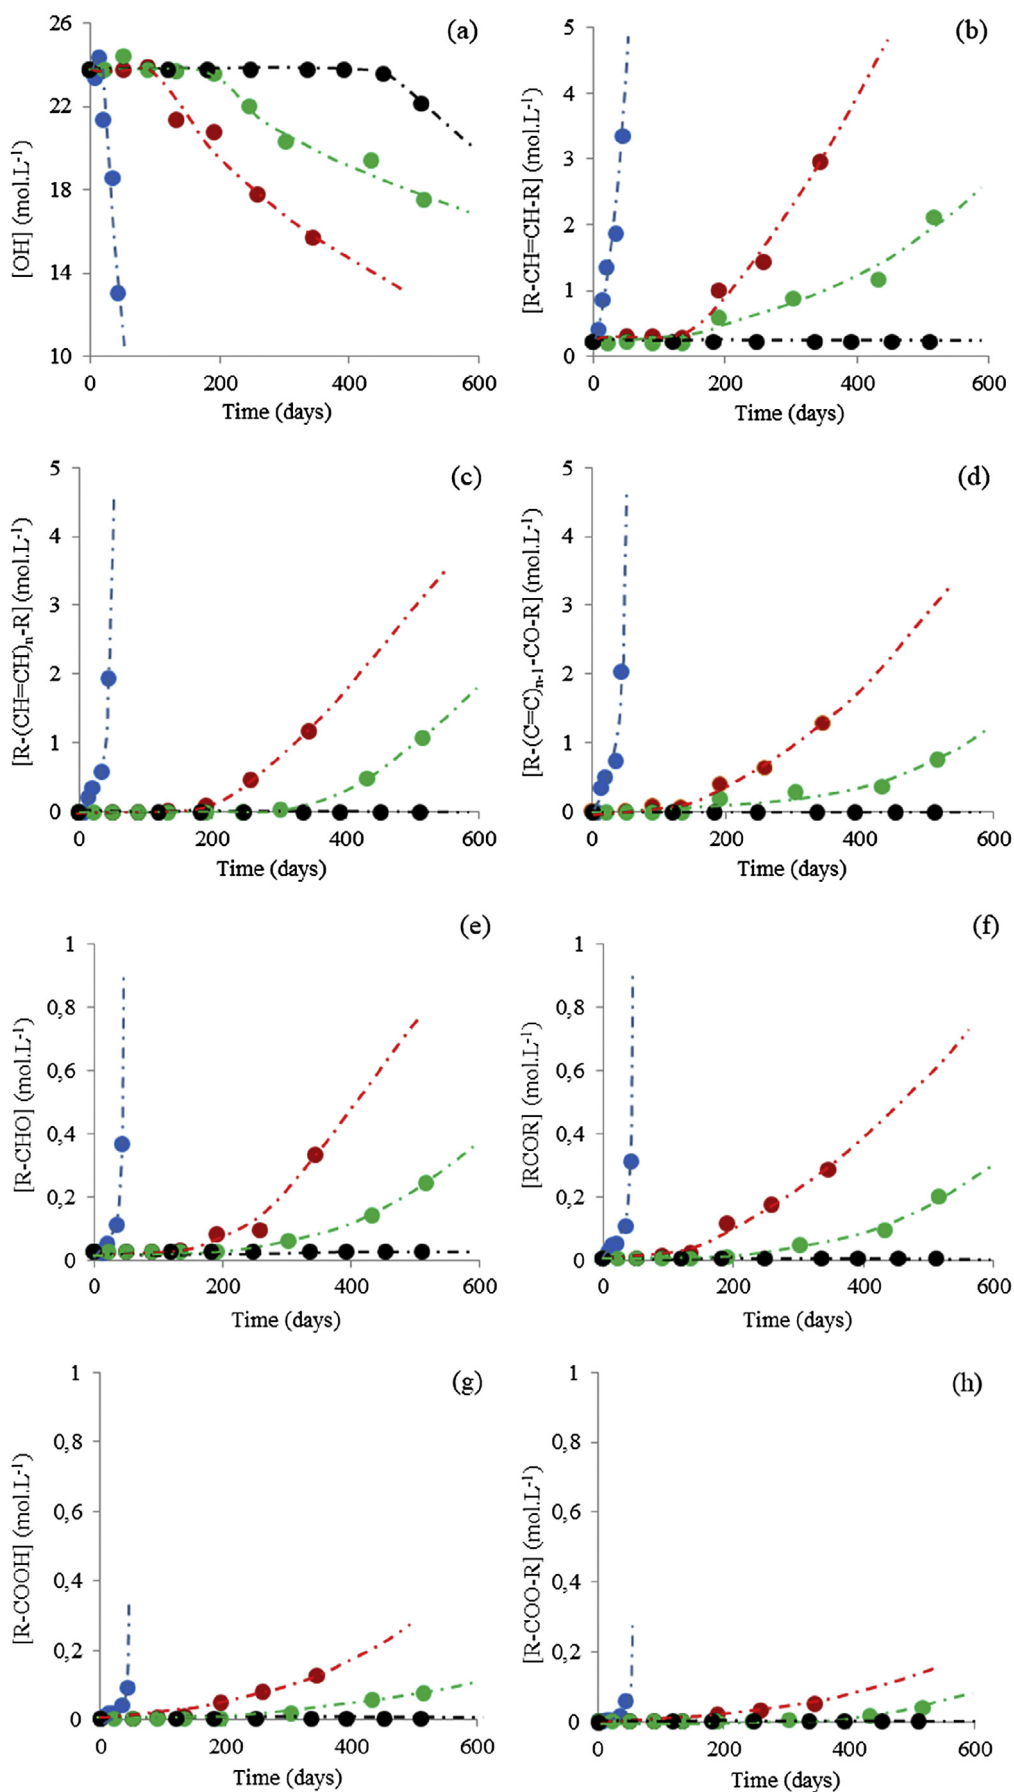 (a)
26
22
18
14
10
[OH] (mol.L⁻¹)
0 200 400 600
Time (days)
(b)
5
4
3
2
1
0
[R-CH=CH-R] (mol.L⁻¹)
0 200 400 600
Time (days)
(c)
5
4
3
2
1
0
[R-(CH=CH)ₙ-R] (mol.L⁻¹)
0 200 400 600
Time (days)
(d)
5
4
3
2
1
0
[R-(C=C)ₙ₋₁-CO-R] (mol.L⁻¹)
0 200 400 600
Time (days)
(e)
1
0,8
0,6
0,4
0,2
0
[R-CHO] (mol.L⁻¹)
0 200 400 600
Time (days)
(f)
1
0,8
0,6
0,4
0,2
0
[RCOR] (mol.L⁻¹)
0 200 400 600
Time (days)
(g)
1
0,8
0,6
0,4
0,2
0
[R-COOH] (mol.L⁻¹)
0 200 400 600
Time (days)
(h)
1
0,8
0,6
0,4
0,2
0
[R-COO-R] (mol.L⁻¹)
0 200 400 600
Time (days)